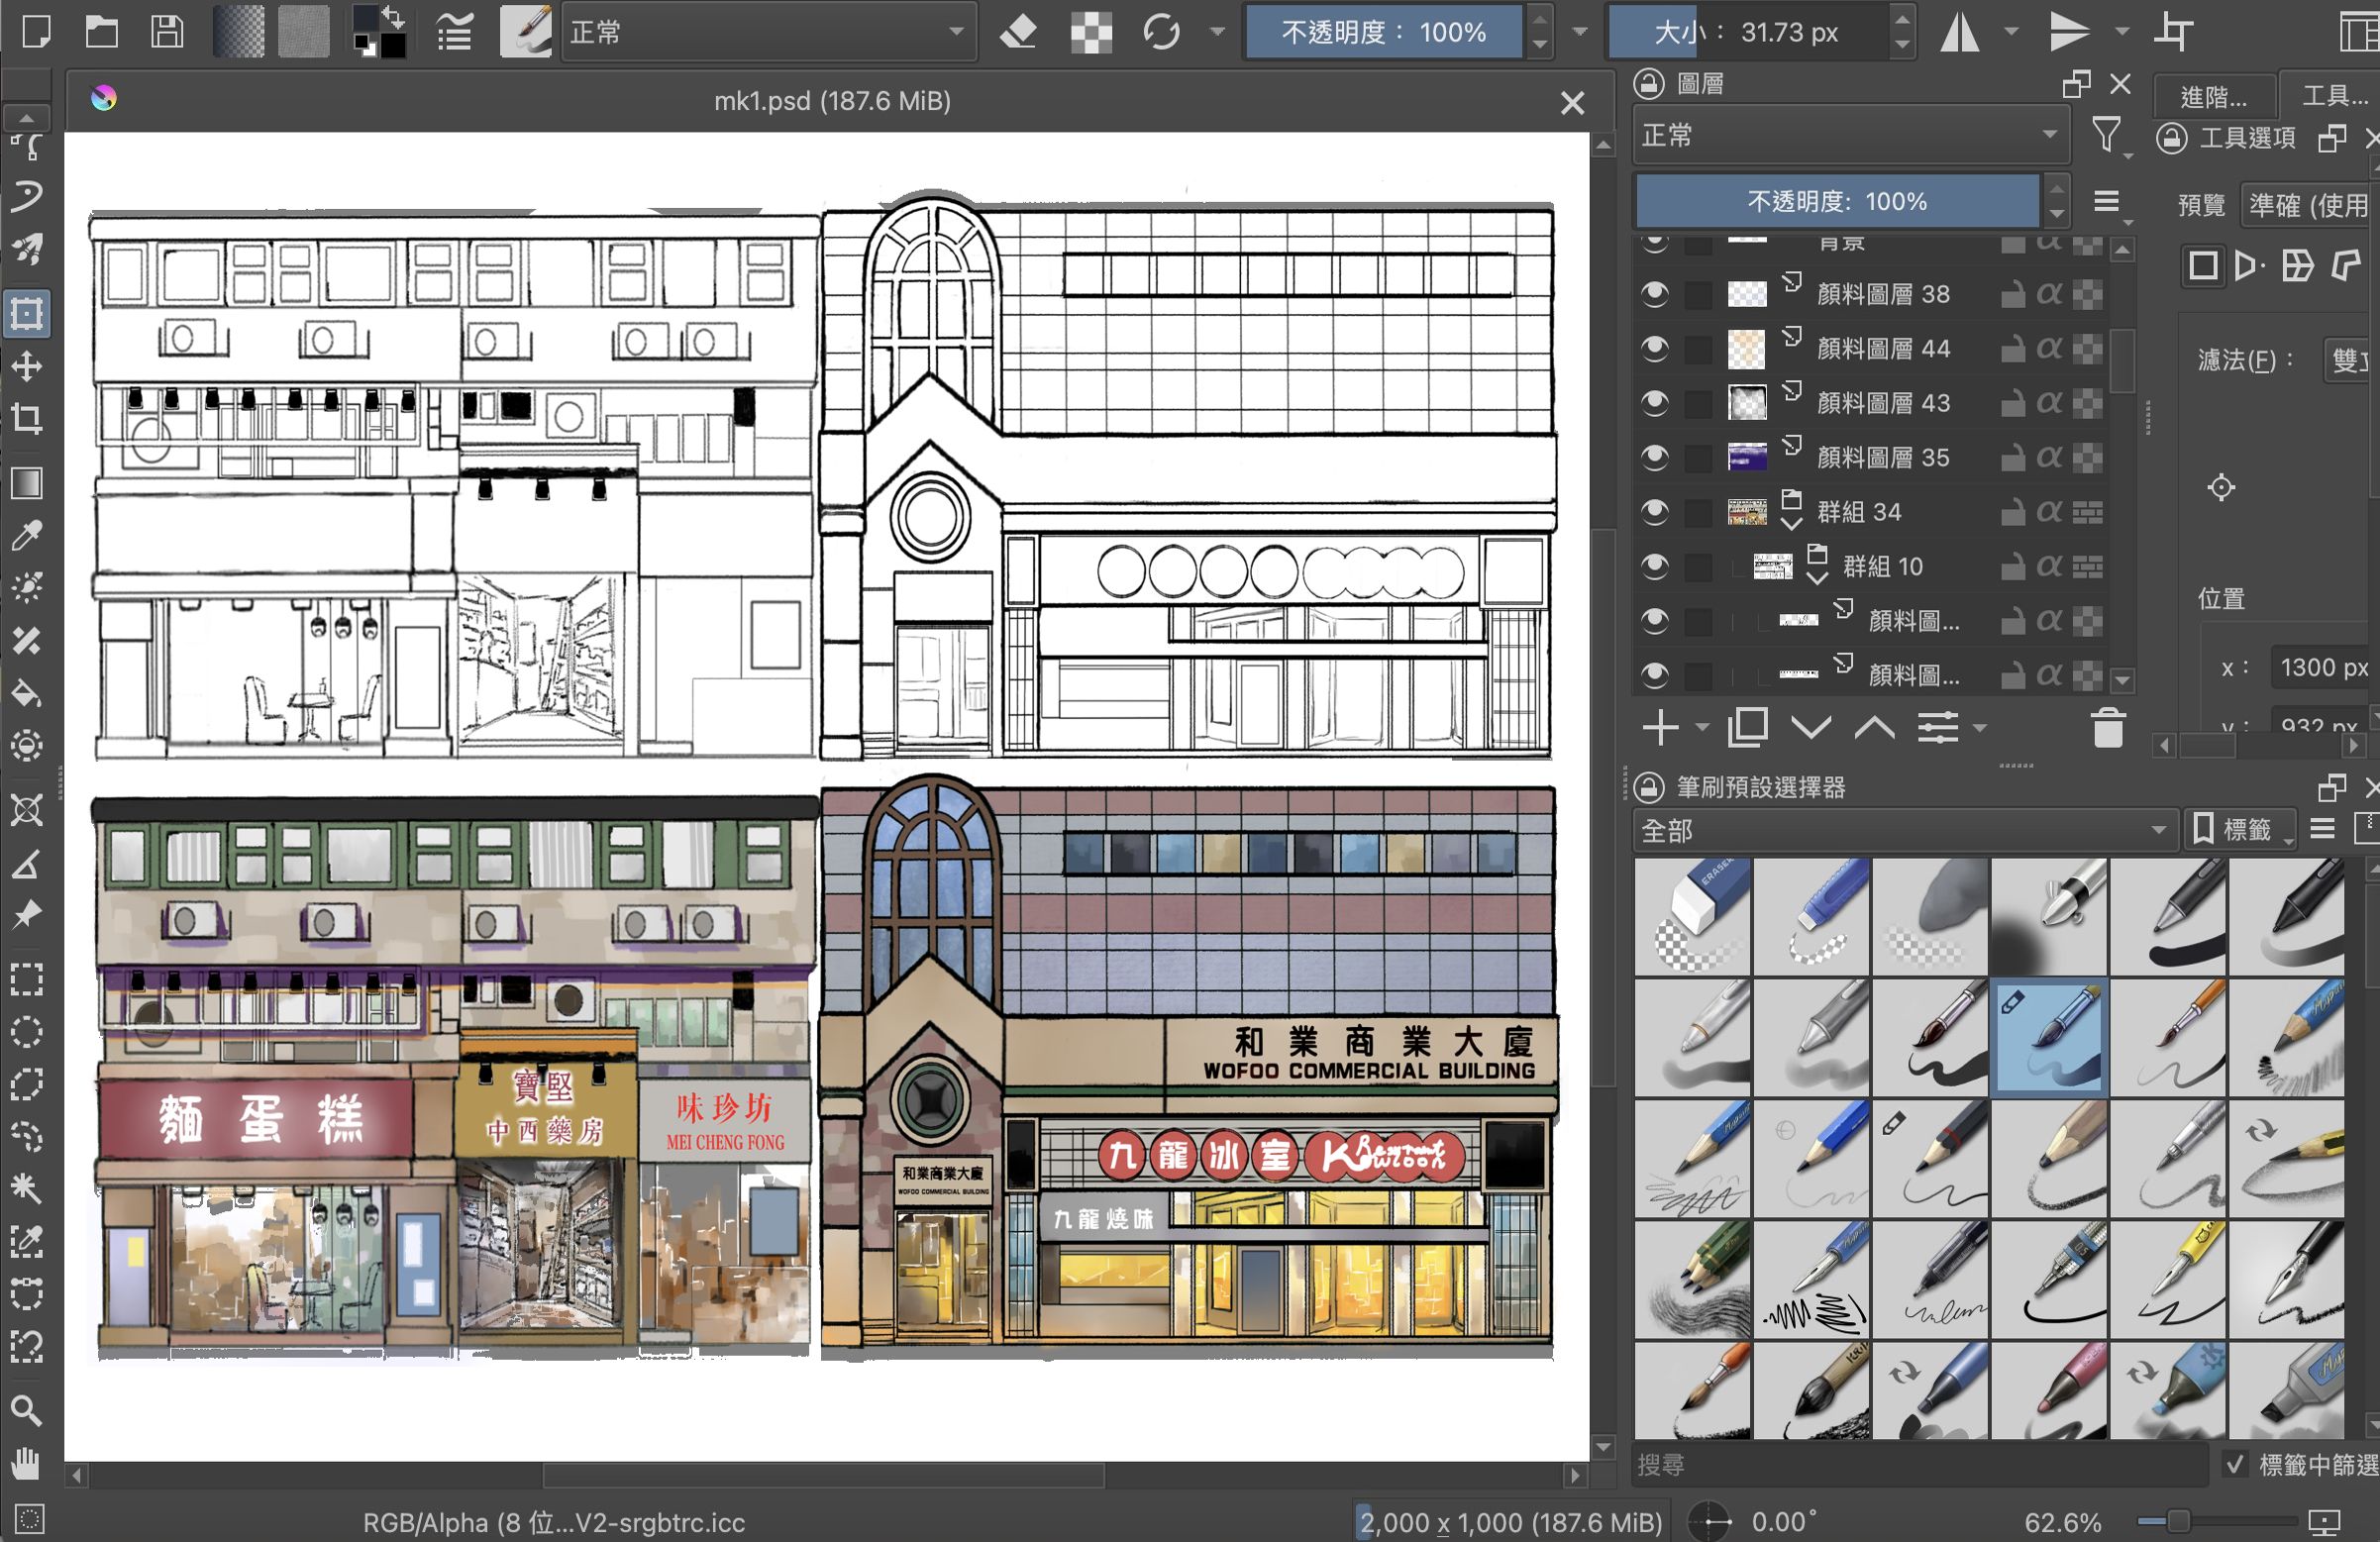 正常
不透明度： 100%
大小： 31.73 px
mk1.psd (187.6 MiB)
圖層
進階...
工具...
正常
工具選項
不透明度: 100%
預覽
準確 (使用
背景
顏料圖層 38
顏料圖層 44
濾法(F)：
顏料圖層 43
顏料圖層 35
群組 34
群組 10
位置
顏料圖...
x： 1300 px
顏料圖...
y： 932 px
筆刷預設選擇器
全部
標籤
ERASER
和業商業大廈
WOFOO COMMERCIAL BUILDING
麵蛋糕
寶堅
中西藥房
味珍坊
MEI CHENG FONG
九龍冰室
Kowloon
Restaurant
和業商業大廈
WOFOO COMMERCIAL BUILDING
九龍燒味
搜尋
標籤中篩選
RGB/Alpha (8 位...V2-srgbtrc.icc
2,000 x 1,000 (187.6 MiB)
0.00°
62.6%